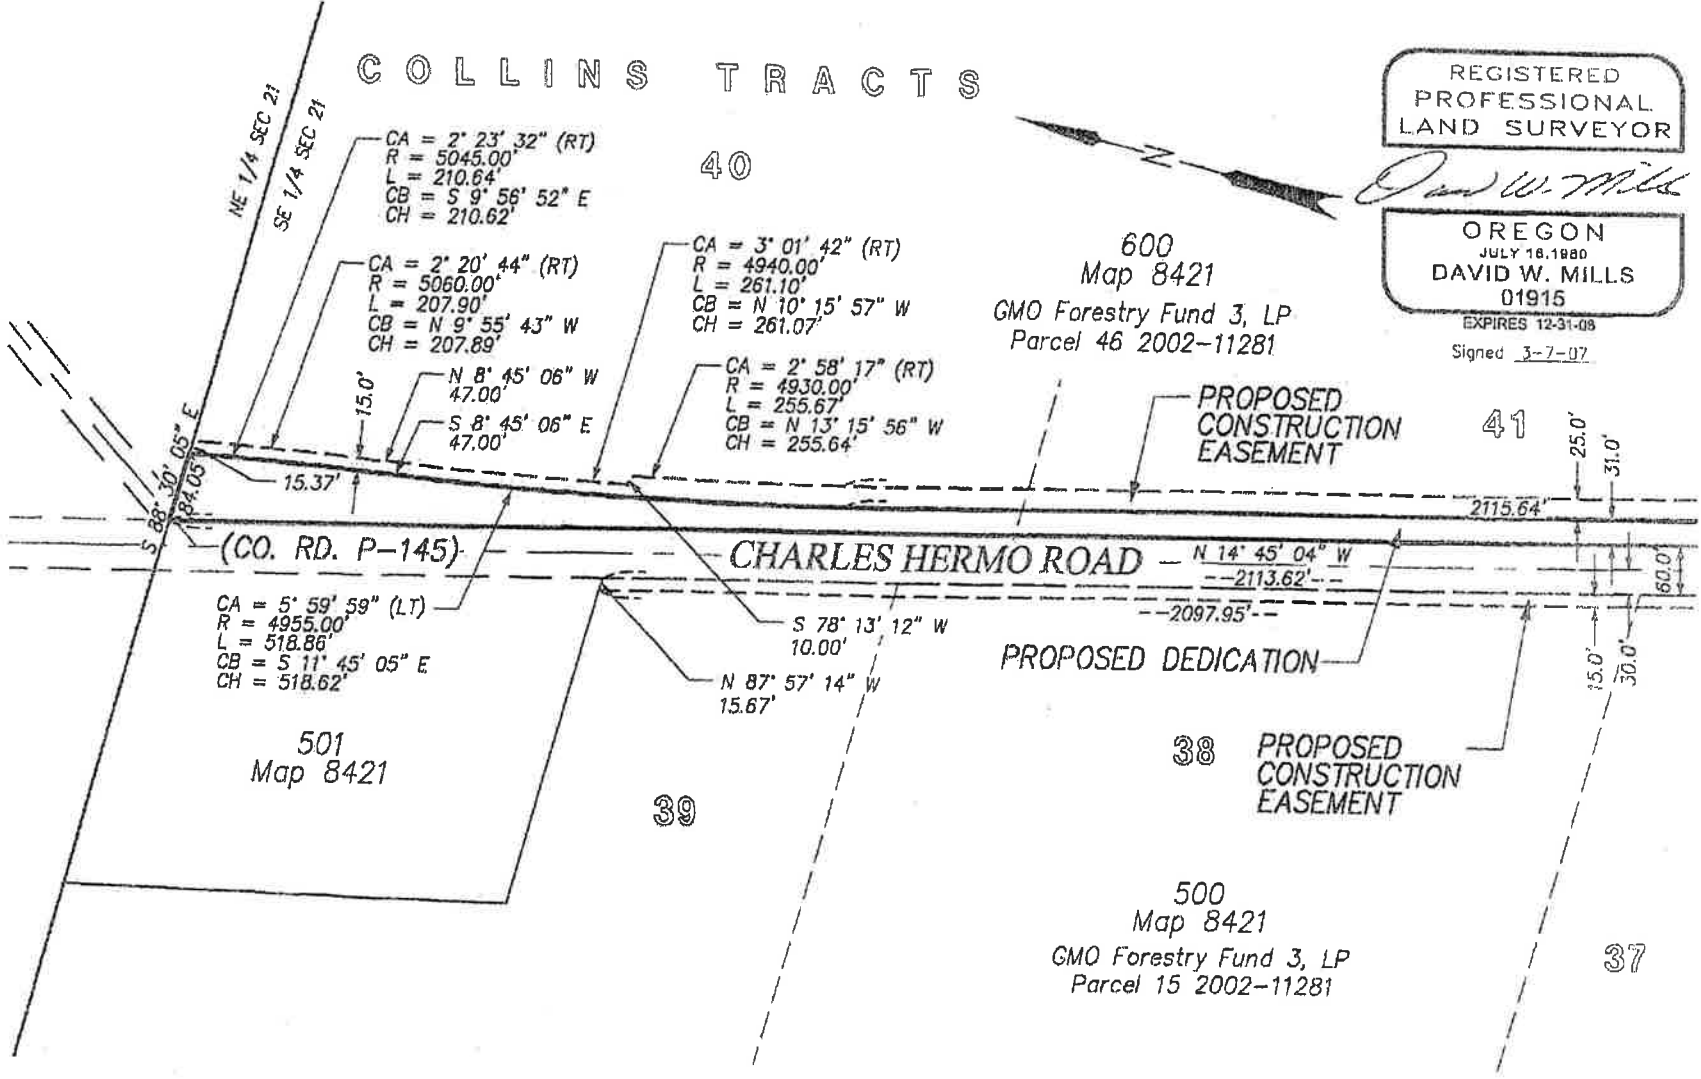 COLLINS TRACTS
NE 1/4 SEC 21
SE 1/4 SEC 21
CA = 2° 23' 32" (RT)
R = 5045.00'
L = 210.64'
CB = S 9° 56' 52" E
CH = 210.62'
40
CA = 2° 20' 44" (RT)
R = 5060.00'
L = 207.90'
CB = N 9° 55' 43" W
CH = 207.89'
CA = 3° 01' 42" (RT)
R = 4940.00'
L = 261.10'
CB = N 10° 15' 57" W
CH = 261.07'
CA = 2° 58' 17" (RT)
R = 4930.00'
L = 255.67'
CB = N 13° 15' 56" W
CH = 255.64'
N 8° 45' 06" W
47.00'
S 8° 45' 06" E
47.00'
15.0'
15.37'
S 88° 30' 05" E
184.05'
N
600
Map 8421
GMO Forestry Fund 3, LP
Parcel 46 2002-11281
REGISTERED
PROFESSIONAL
LAND SURVEYOR
David W. Mills
OREGON
JULY 18, 1980
DAVID W. MILLS
01915
EXPIRES 12-31-08
Signed 3-7-07
PROPOSED
CONSTRUCTION
EASEMENT
41
25.0'
31.0'
2115.64'
(CO. RD. P-145)
CHARLES HERMO ROAD
N 14° 45' 04" W
2113.62'
2097.95'
60.0'
15.0'
30.0'
CA = 5° 59' 59" (LT)
R = 4955.00'
L = 518.86'
CB = S 11° 45' 05" E
CH = 518.62'
S 78° 13' 12" W
10.00'
N 87° 57' 14" W
15.67'
PROPOSED DEDICATION
501
Map 8421
39
38
PROPOSED
CONSTRUCTION
EASEMENT
500
Map 8421
GMO Forestry Fund 3, LP
Parcel 15 2002-11281
37